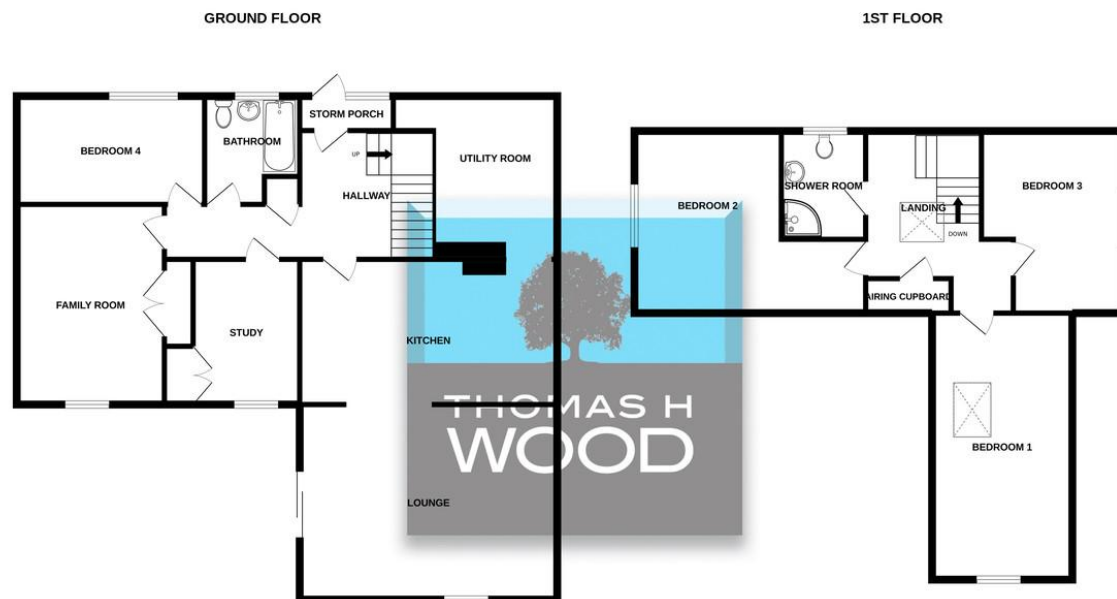 GROUND FLOOR
1ST FLOOR
STORM PORCH
BEDROOM 4
BATHROOM
UP
UTILITY ROOM
HALLWAY
FAMILY ROOM
STUDY
KITCHEN
LOUNGE
THOMAS H
WOOD
BEDROOM 2
SHOWER ROOM
BEDROOM 3
LANDING
DOWN
AIRING CUPBOARD
BEDROOM 1